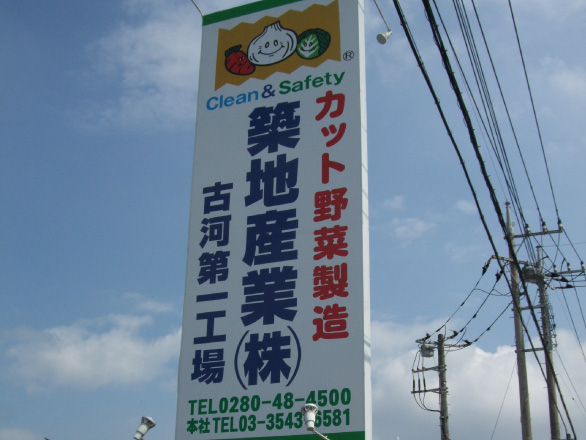 ®
Clean & Safety
カット野菜製造
築地産業(株)
古河第一工場
TEL0280-48-4500
本社TEL03-3543-6581